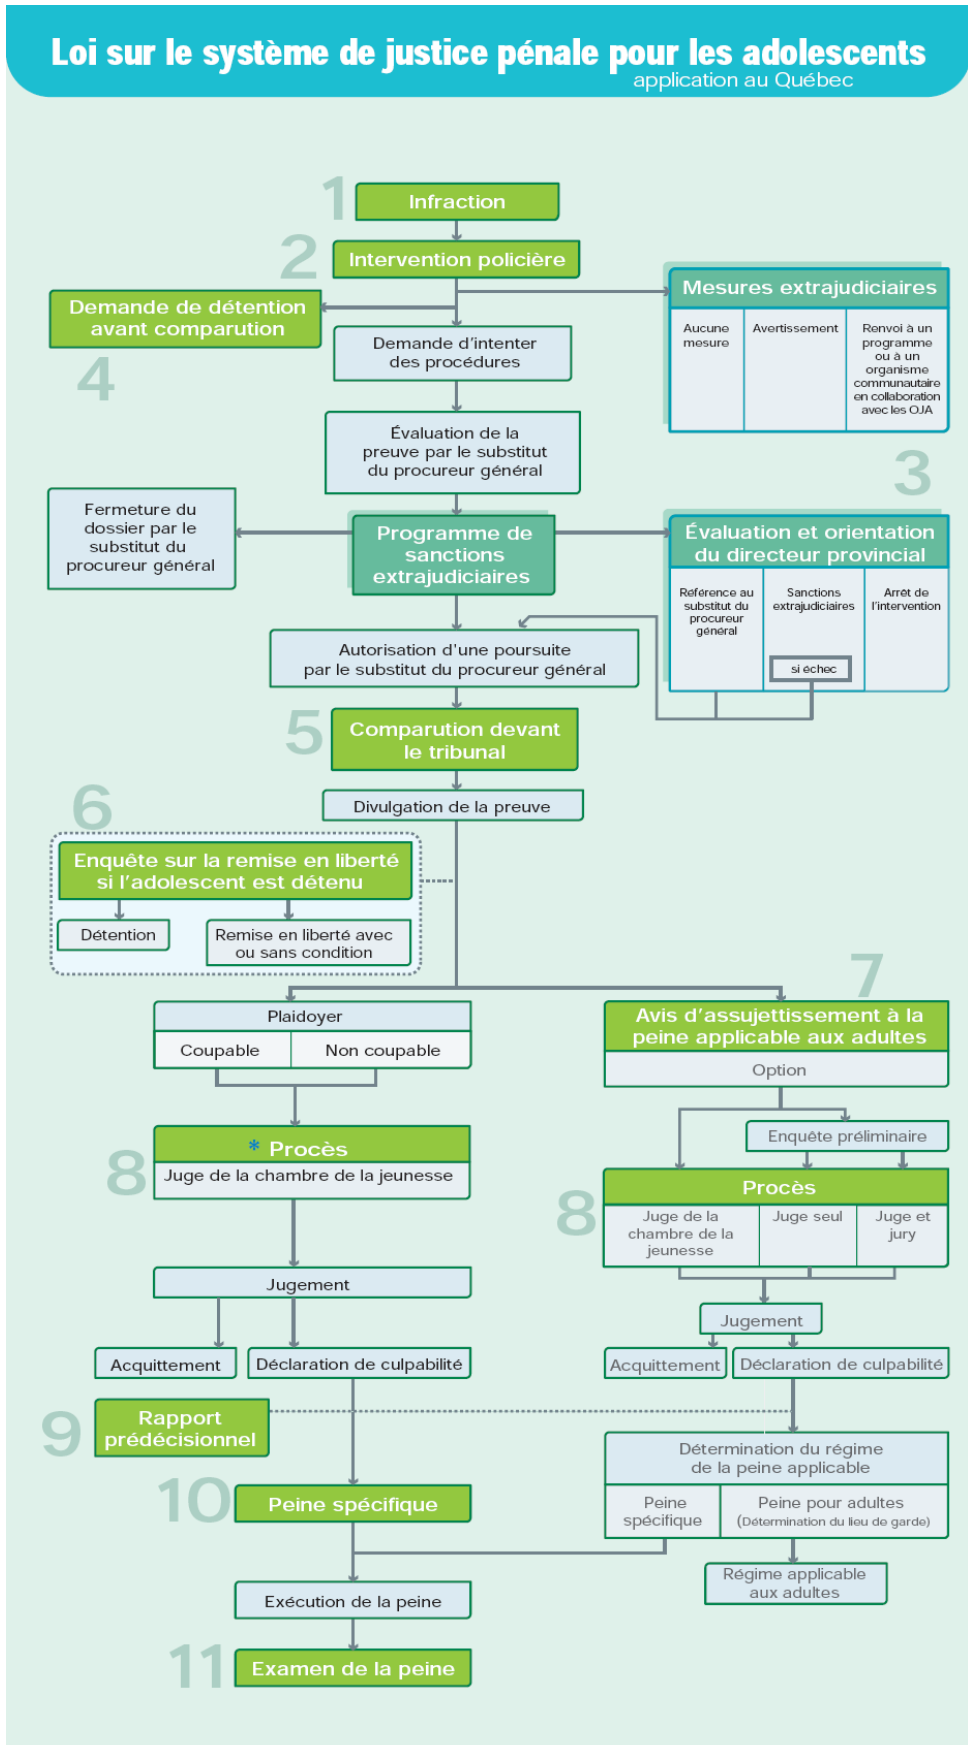 Loi sur le système de justice pénale pour les adolescents
application au Québec
1
Infraction
2
Intervention policière
Mesures extrajudiciaires
Aucune
mesure
Avertissement
Renvoi à un
programme
ou à un
organisme
communautaire
en collaboration
avec les OJA
Demande de détention
avant comparution
4
Demande d'intenter
des procédures
Évaluation de la
preuve par le substitut
du procureur général
3
Fermeture du
dossier par le
substitut du
procureur général
Programme de
sanctions
extrajudiciaires
Évaluation et orientation
du directeur provincial
Référence au
substitut du
procureur
général
Sanctions
extrajudiciaires
si échec
Arrêt de
l'intervention
Autorisation d'une poursuite
par le substitut du procureur général
5
Comparution devant
le tribunal
Divulgation de la preuve
6
Enquête sur la remise en liberté
si l'adolescent est détenu
Détention
Remise en liberté avec
ou sans condition
7
Plaidoyer
Coupable
Non coupable
Avis d'assujettissement à la
peine applicable aux adultes
Option
Enquête préliminaire
8
* Procès
Juge de la chambre de la jeunesse
8
Procès
Juge de la
chambre de la
jeunesse
Juge seul
Juge et
jury
Jugement
Jugement
Acquittement
Déclaration de culpabilité
Acquittement
Déclaration de culpabilité
9
Rapport
prédécisionnel
Détermination du régime
de la peine applicable
Peine
spécifique
Peine pour adultes
(Détermination du lieu de garde)
10
Peine spécifique
Régime applicable
aux adultes
Exécution de la peine
11
Examen de la peine